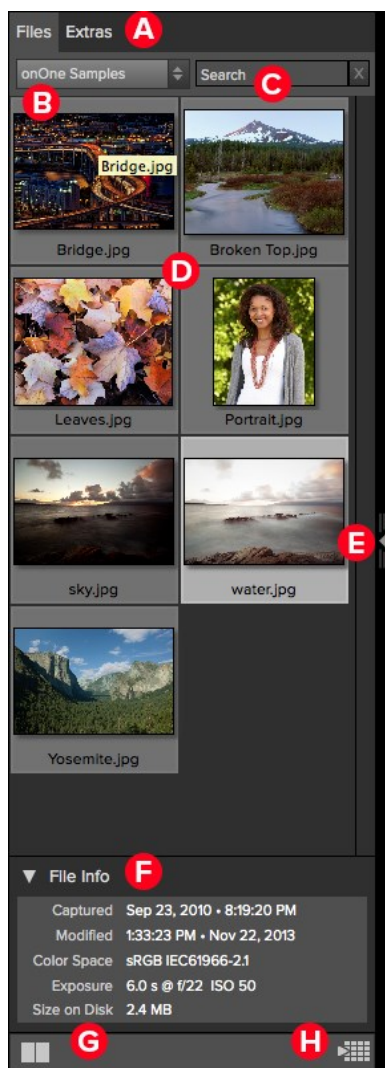 Files Extras A
onOne Samples Search X
B C
Bridge.jpg
Bridge.jpg Broken Top.jpg
D
Leaves.jpg Portrait.jpg
E
sky.jpg water.jpg
Yosemite.jpg
File Info F
Captured Sep 23, 2010 • 8:19:20 PM
Modified 1:33:23 PM • Nov 22, 2013
Color Space sRGB IEC61966-2.1
Exposure 6.0 s @ f/22 ISO 50
Size on Disk 2.4 MB
G H